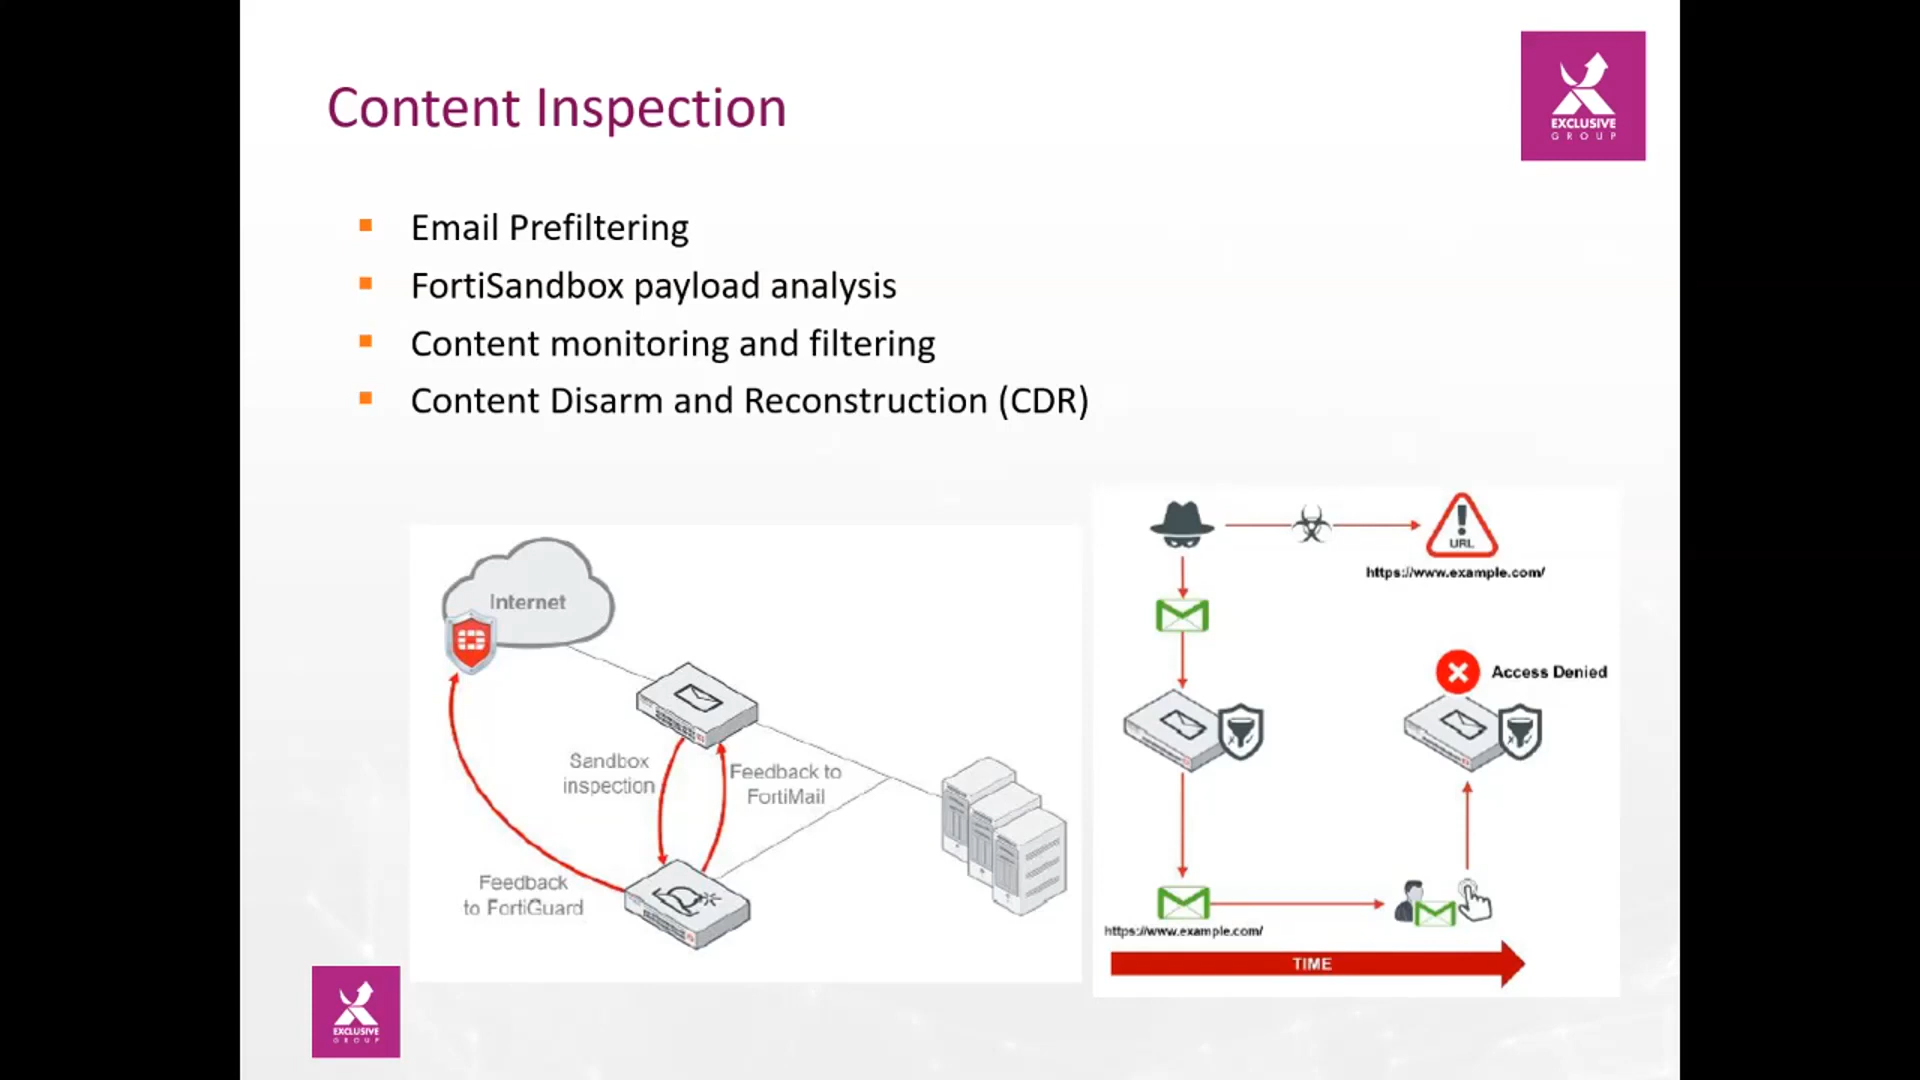 Content Inspection
EXCLUSIVE
GROUP
Email Prefiltering
FortiSandbox payload analysis
Content monitoring and filtering
Content Disarm and Reconstruction (CDR)
Internet
Sandbox
inspection
Feedback to
FortiMail
Feedback
to FortiGuard
URL
https://www.example.com/
Access Denied
https://www.example.com/
TIME
EXCLUSIVE
GROUP